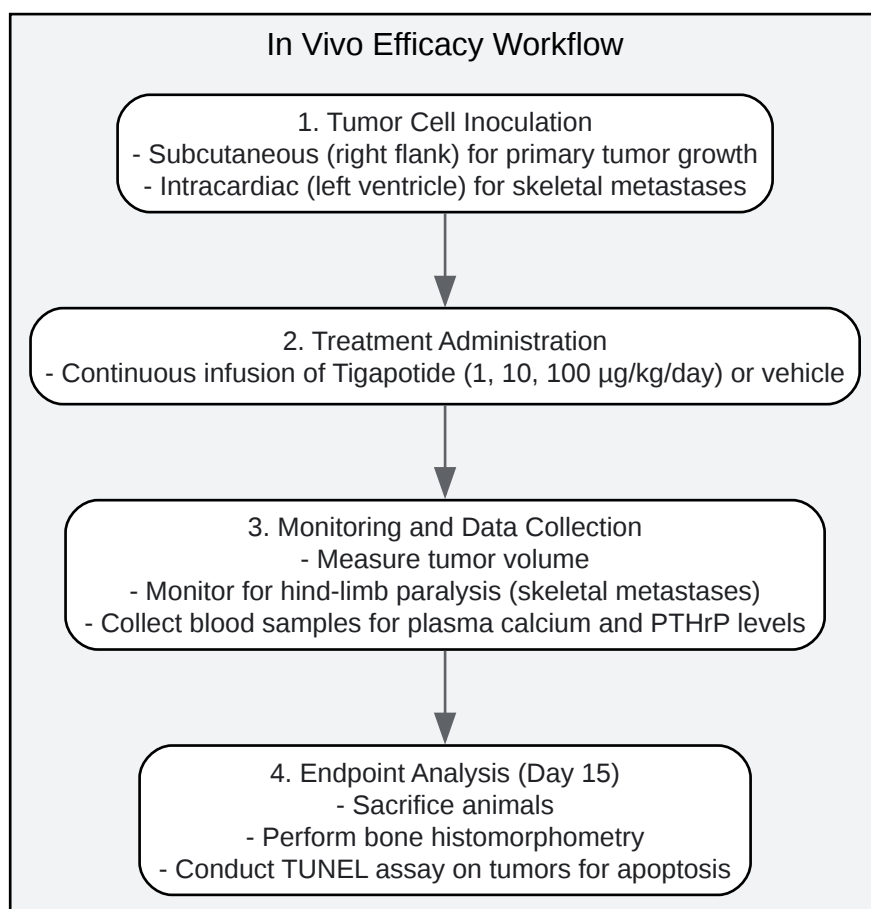 In Vivo Efficacy Workflow
1. Tumor Cell Inoculation
- Subcutaneous (right flank) for primary tumor growth
- Intracardiac (left ventricle) for skeletal metastases
2. Treatment Administration
- Continuous infusion of Tigapotide (1, 10, 100 µg/kg/day) or vehicle
3. Monitoring and Data Collection
- Measure tumor volume
- Monitor for hind-limb paralysis (skeletal metastases)
- Collect blood samples for plasma calcium and PTHrP levels
4. Endpoint Analysis (Day 15)
- Sacrifice animals
- Perform bone histomorphometry
- Conduct TUNEL assay on tumors for apoptosis